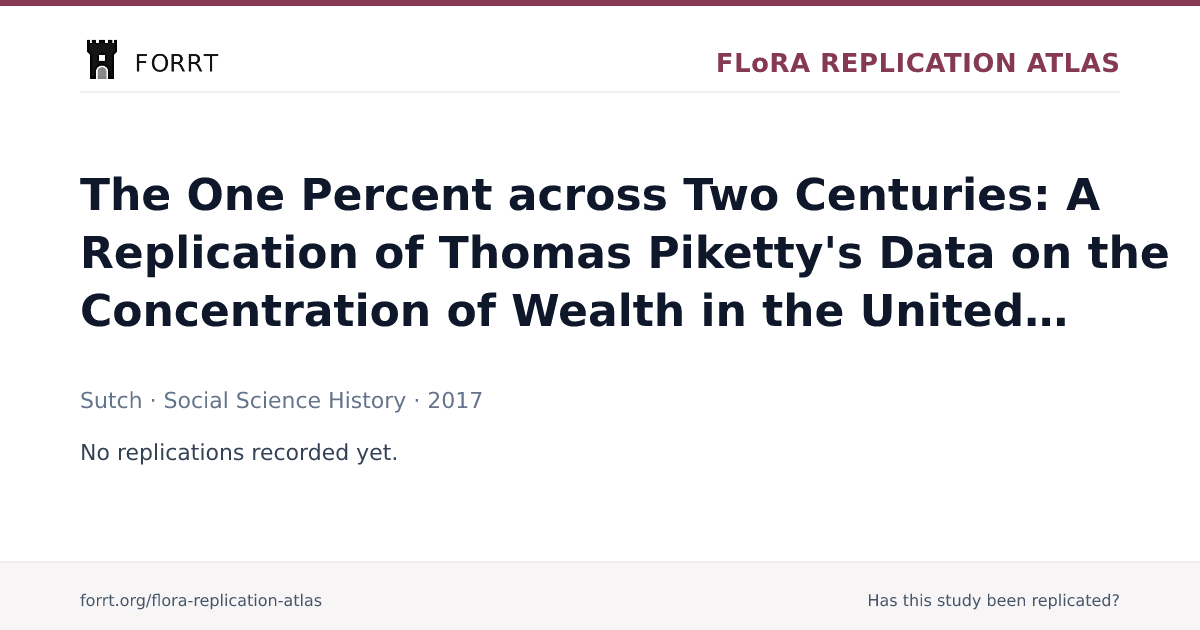 FORRT
FLoRA REPLICATION ATLAS
The One Percent across Two Centuries: A
Replication of Thomas Piketty's Data on the
Concentration of Wealth in the United…
Sutch · Social Science History · 2017
No replications recorded yet.
forrt.org/flora-replication-atlas
Has this study been replicated?